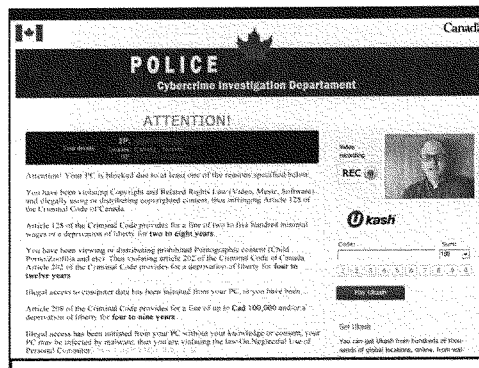 Canada
POLICE
Cybercrime Investigation Departament
ATTENTION!
IP:
Attention! Your PC is blocked due to at least one of the reasons specified below.
You have been violating Copyright and Related Rights Law (Video, Music, Software)
and illegally using or distributing copyrighted content, thus infringing Article 128 of
the Criminal Code of Canada.
Article 128 of the Criminal Code provides for a fine of two to five hundred minimal
wages or a deprivation of liberty for two to eight years.
You have been viewing or distributing prohibited Pornographic content (Child
Porno/Zoofilia and etc). Thus violating article 202 of the Criminal Code of Canada.
Article 202 of the Criminal Code provides for a deprivation of liberty for four to
twelve years.
Illegal access to computer data has been initiated from your PC, or you have been...
Article 208 of the Criminal Code provides for a fine of up to Cad 100,000 and/or a
deprivation of liberty for four to nine years.
Illegal access has been initiated from your PC without your knowledge or consent, your
PC may be infected by malware, thus you are violating the law On Neglectful Use of
Personal Computer.
Video
recording
REC
Ukash
Code:
Sum:
100
1 2 3 4 5 6 7 8 9 0
Pay Ukash
Get Ukash
You can get Ukash from hundreds of thou-
sands of global locations, online, from wal-